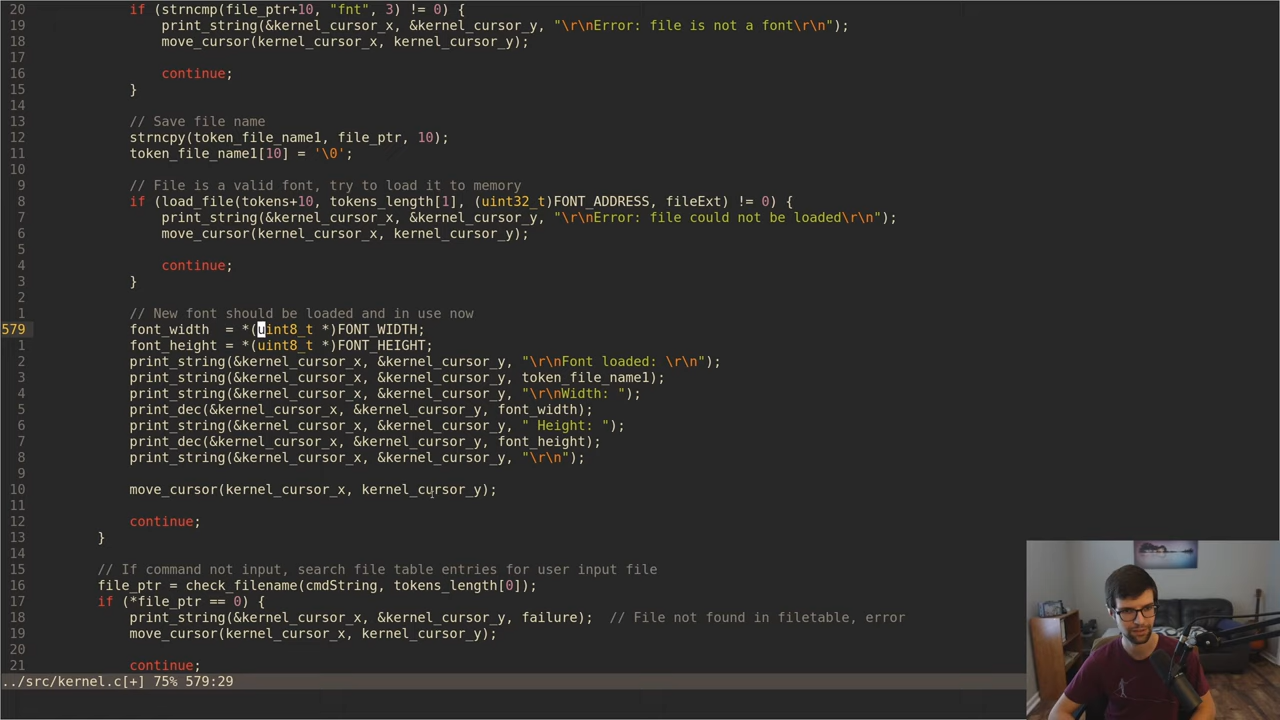 20            if (strncmp(file_ptr+10, "fnt", 3) != 0) {
19                print_string(&kernel_cursor_x, &kernel_cursor_y, "\r\nError: file is not a font\r\n");
18                move_cursor(kernel_cursor_x, kernel_cursor_y);
17
16                continue;
15            }
14
13            // Save file name
12            strncpy(token_file_name1, file_ptr, 10);
11            token_file_name1[10] = '\0';
10
9            // File is a valid font, try to load it to memory
8            if (load_file(tokens+10, tokens_length[1], (uint32_t)FONT_ADDRESS, fileExt) != 0) {
7                print_string(&kernel_cursor_x, &kernel_cursor_y, "\r\nError: file could not be loaded\r\n");
6                move_cursor(kernel_cursor_x, kernel_cursor_y);
5
4                continue;
3            }
2
1            // New font should be loaded and in use now
579            font_width  = *(uint8_t *)FONT_WIDTH;
1            font_height = *(uint8_t *)FONT_HEIGHT;
2            print_string(&kernel_cursor_x, &kernel_cursor_y, "\r\nFont loaded: \r\n");
3            print_string(&kernel_cursor_x, &kernel_cursor_y, token_file_name1);
4            print_string(&kernel_cursor_x, &kernel_cursor_y, "\r\nWidth: ");
5            print_dec(&kernel_cursor_x, &kernel_cursor_y, font_width);
6            print_string(&kernel_cursor_x, &kernel_cursor_y, " Height: ");
7            print_dec(&kernel_cursor_x, &kernel_cursor_y, font_height);
8            print_string(&kernel_cursor_x, &kernel_cursor_y, "\r\n");
9
10            move_cursor(kernel_cursor_x, kernel_cursor_y);
11
12            continue;
13        }
14
15        // If command not input, search file table entries for user input file
16        file_ptr = check_filename(cmdString, tokens_length[0]);
17        if (*file_ptr == 0) {
18            print_string(&kernel_cursor_x, &kernel_cursor_y, failure);  // File not found in filetable, error
19            move_cursor(kernel_cursor_x, kernel_cursor_y);
20
21            continue;
../src/kernel.c[+] 75% 579:29